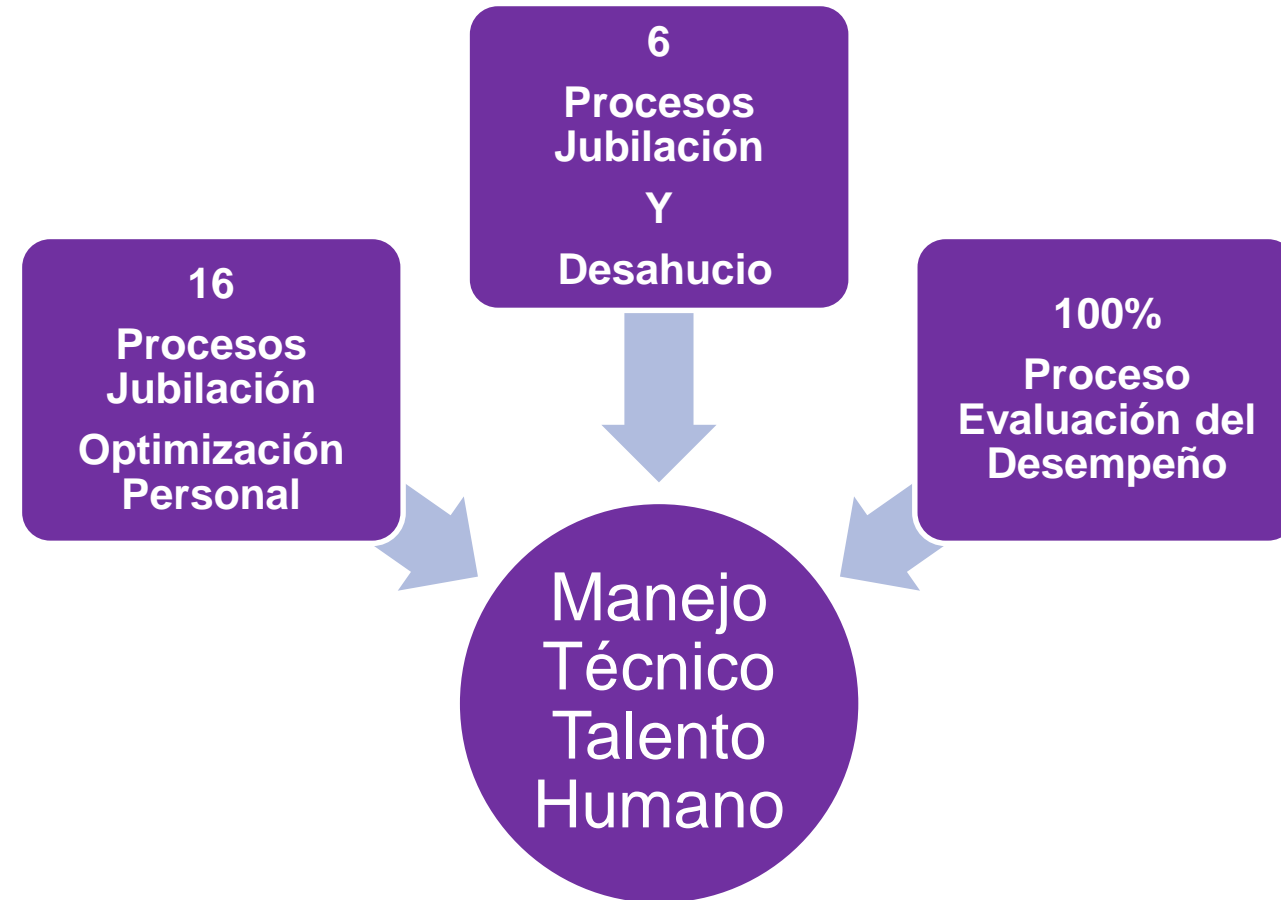 6
Procesos
Jubilación
Y
Desahucio
16
Procesos
Jubilación
Optimización
Personal
100%
Proceso
Evaluación del
Desempeño
Manejo
Técnico
Talento
Humano